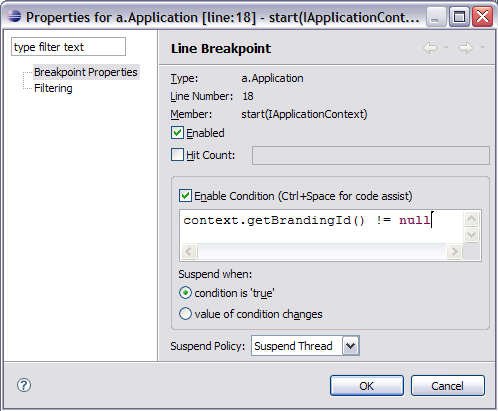 Properties for a.Application [line:18] - start(IApplicationContext...
type filter text
Breakpoint Properties
Filtering
Line Breakpoint
Type: a.Application
Line Number: 18
Member: start(IApplicationContext)
Enabled
Hit Count:
Enable Condition (Ctrl+Space for code assist)
context.getBrandingId() != null
Suspend when:
condition is 'true'
value of condition changes
Suspend Policy: Suspend Thread
OK Cancel